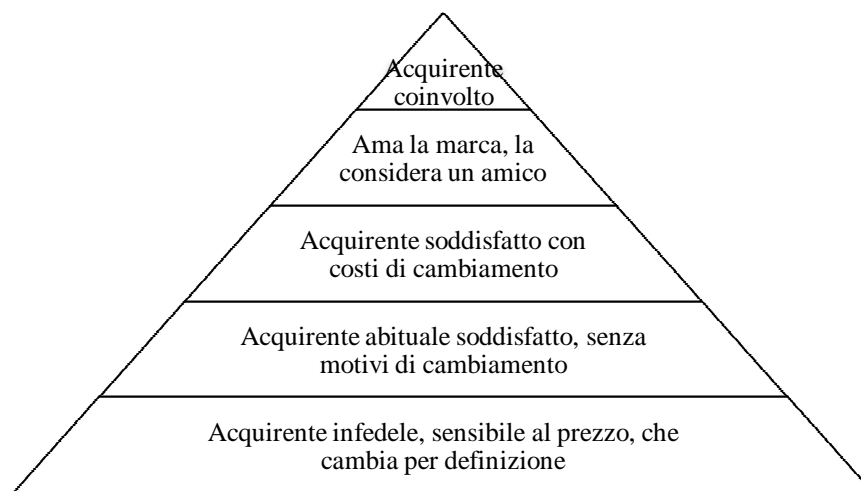 Acquirente
coinvolto
Ama la marca, la
considera un amico
Acquirente soddisfatto con
costi di cambiamento
Acquirente abituale soddisfatto, senza
motivi di cambiamento
Acquirente infedele, sensibile al prezzo, che
cambia per definizione